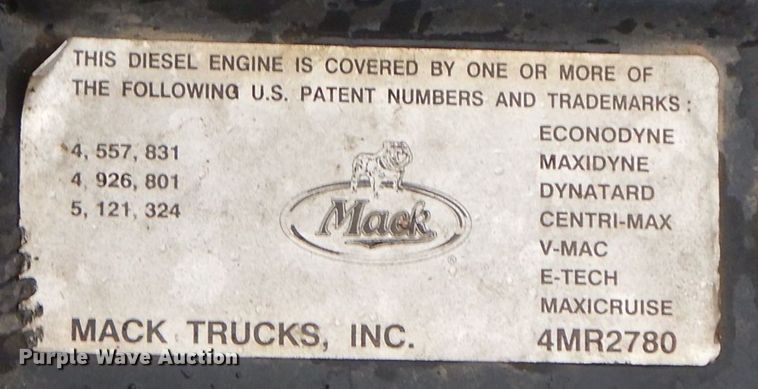 THIS DIESEL ENGINE IS COVERED BY ONE OR MORE OF
THE FOLLOWING U.S. PATENT NUMBERS AND TRADEMARKS :
4, 557, 831
4, 926, 801
5, 121, 324
Mack
®
ECONODYNE
MAXIDYNE
DYNATARD
CENTRI-MAX
V-MAC
E-TECH
MAXICRUISE
MACK TRUCKS, INC.
4MR2780
Purple Wave Auction